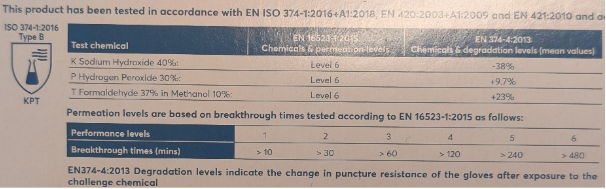 This product has been tested in accordance with EN ISO 374-1:2016+A1:2018, EN 420:2003+A1:2009 and EN 421:2010 and a
ISO 374-1:2016
Type B
KPT
Test chemical
EN 16523-1:2015
Chemicals & permeation levels
EN 374-4:2013
Chemicals & degradation levels (mean values)
K Sodium Hydroxide 40%: Level 6 -38%
P Hydrogen Peroxide 30%: Level 6 +9.7%
T Formaldehyde 37% in Methanol 10%: Level 6 +23%
Permeation levels are based on breakthrough times tested according to EN 16523-1:2015 as follows:
Performance levels 1 2 3 4 5 6
Breakthrough times (mins) >10 >30 >60 >120 >240 >480
EN374-4:2013 Degradation levels indicate the change in puncture resistance of the gloves after exposure to the
challenge chemical